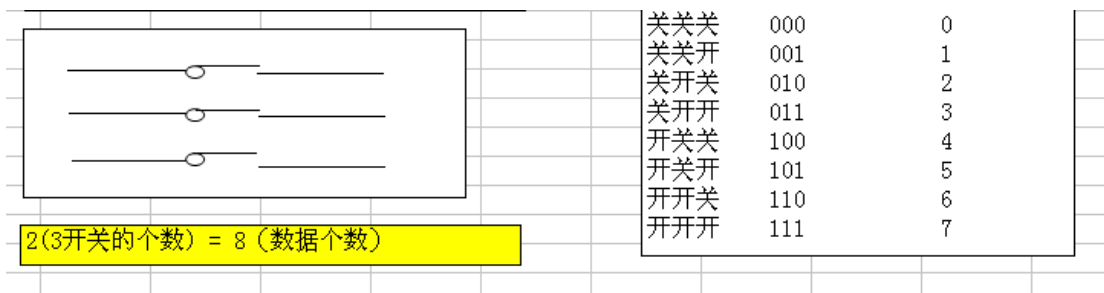 关关关 000 0
关关开 001 1
关开关 010 2
关开开 011 3
开关关 100 4
开关开 101 5
开开关 110 6
开开开 111 7
2(3开关的个数) = 8（数据个数）